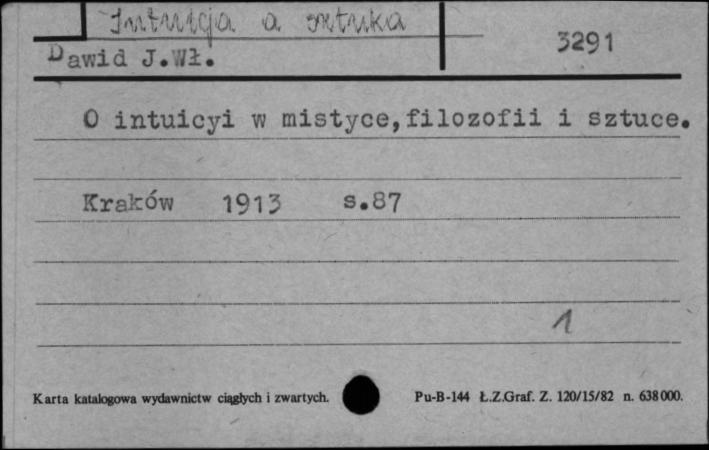 Intuicja a sztuka
Dawid J.Wł.
3291
O intuicyi w mistyce,filozofii i sztuce.
Kraków 1913 s.87
1
Karta katalogowa wydawnictw ciągłych i zwartych.
Pu-B-144 Ł.Z.Graf. Z. 120/15/82 n. 638000.